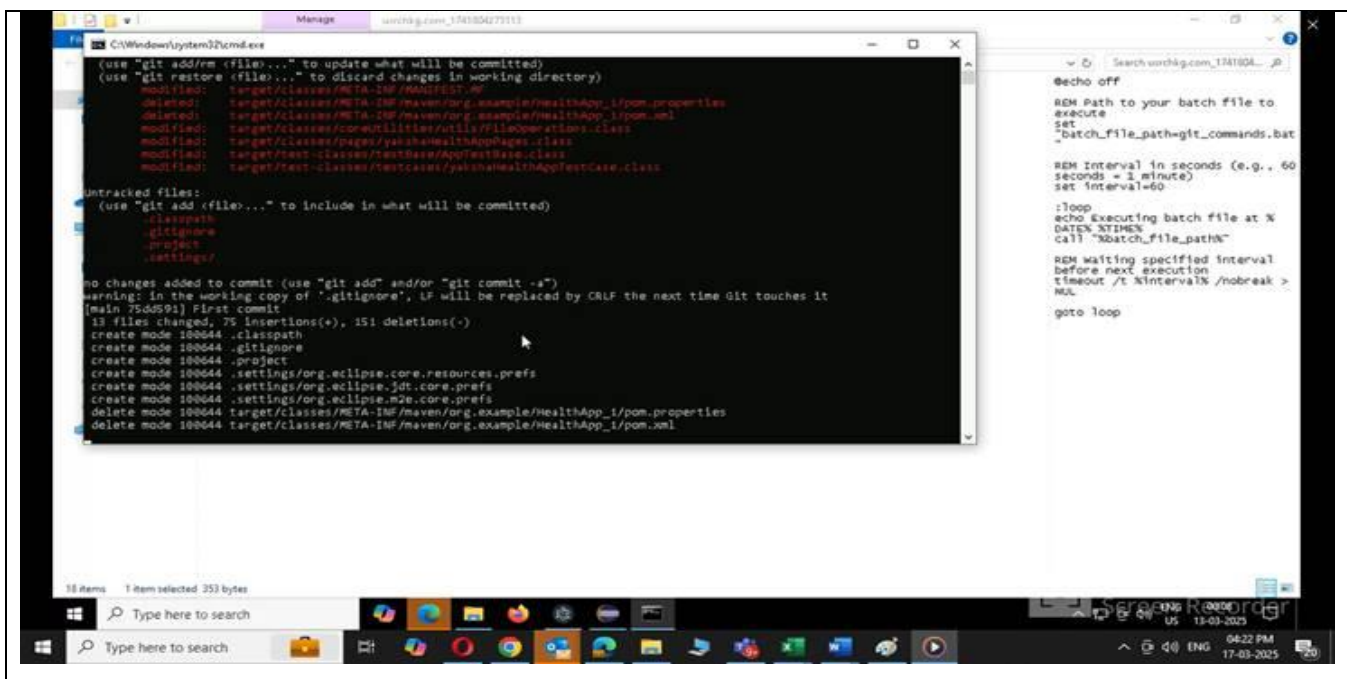 Manage
C:\Windows\system32\cmd.exe
(use "git add/rm <file>..." to update what will be committed)
(use "git restore <file>..." to discard changes in working directory)
modified: target/classes/META-INF/MANIFEST.MF
deleted: target/classes/META-INF/maven/org.example/HealthApp_1/pom.properties
deleted: target/classes/META-INF/maven/org.example/HealthApp_1/pom.xml
modified: target/classes/coreUtilities/utils/FileOperations.class
modified: target/classes/pages/
modified: target/test-classes/testBase/AppTestBase.class
modified: target/test-classes/testcases/yakshaHealthAppTestCase.class
Untracked files:
(use "git add <file>..." to include in what will be committed)
.classpath
.gitignore
.project
.settings/
no changes added to commit (use "git add" and/or "git commit -a")
warning: in the working copy of '.gitignore', LF will be replaced by CRLF the next time Git touches it
[main 75dd591] First commit
13 files changed, 75 insertions(+), 151 deletions(-)
create mode 100644 .classpath
create mode 100644 .gitignore
create mode 100644 .project
create mode 100644 .settings/org.eclipse.core.resources.prefs
create mode 100644 .settings/org.eclipse.jdt.core.prefs
create mode 100644 .settings/org.eclipse.m2e.core.prefs
delete mode 100644 target/classes/META-INF/maven/org.example/HealthApp_1/pom.properties
delete mode 100644 target/classes/META-INF/maven/org.example/HealthApp_1/pom.xml
@echo off
REM Path to your batch file to
execute
set
"batch_file_path=git_commands.bat
"
REM Interval in seconds (e.g., 60
seconds = 1 minute)
set interval=60
:loop
echo Executing batch file at %
DATE% %TIME%
call "%batch_file_path%"
REM Waiting specified interval
before next execution
timeout /t %interval% /nobreak >
NUL
goto loop
18 items 1 item selected 353 bytes
Type here to search
Screen Recorder
ENG
US 13-03-2025
Type here to search
ENG
04:22 PM
17-03-2025
20